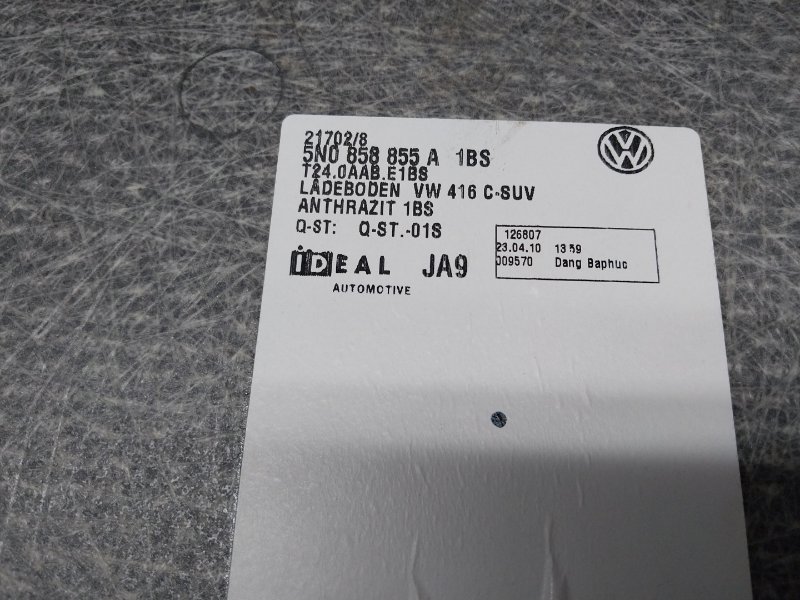 21702/8
5N0 858 855 A 1BS
T24.0AAB.E1BS
LADEBODEN VW 416 C-SUV
ANTHRAZIT 1BS
Q-ST: Q-ST.-01S
126807
23.04.10 13 59
J09570 Dang Baphuc
iDEAL JA9
AUTOMOTIVE